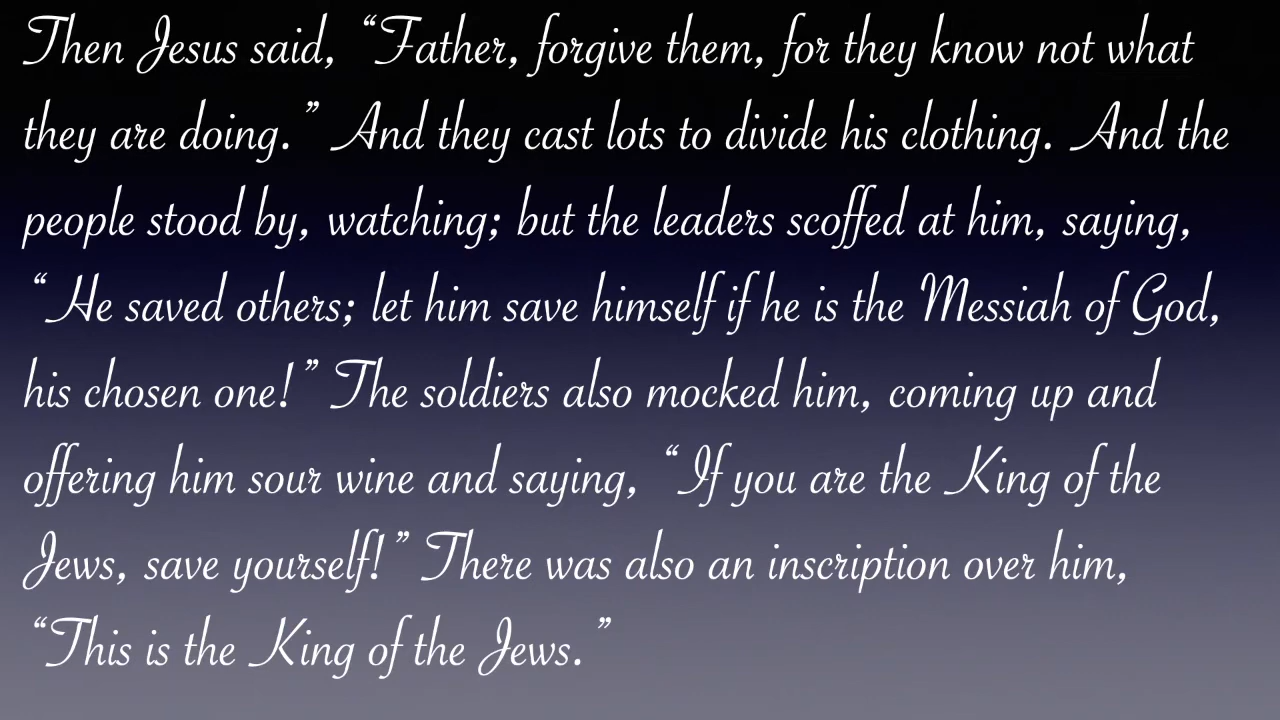 Then Jesus said, “Father, forgive them, for they know not what
they are doing.” And they cast lots to divide his clothing. And the
people stood by, watching; but the leaders scoffed at him, saying,
“He saved others; let him save himself if he is the Messiah of God,
his chosen one!” The soldiers also mocked him, coming up and
offering him sour wine and saying, “If you are the King of the
Jews, save yourself!” There was also an inscription over him,
“This is the King of the Jews.”